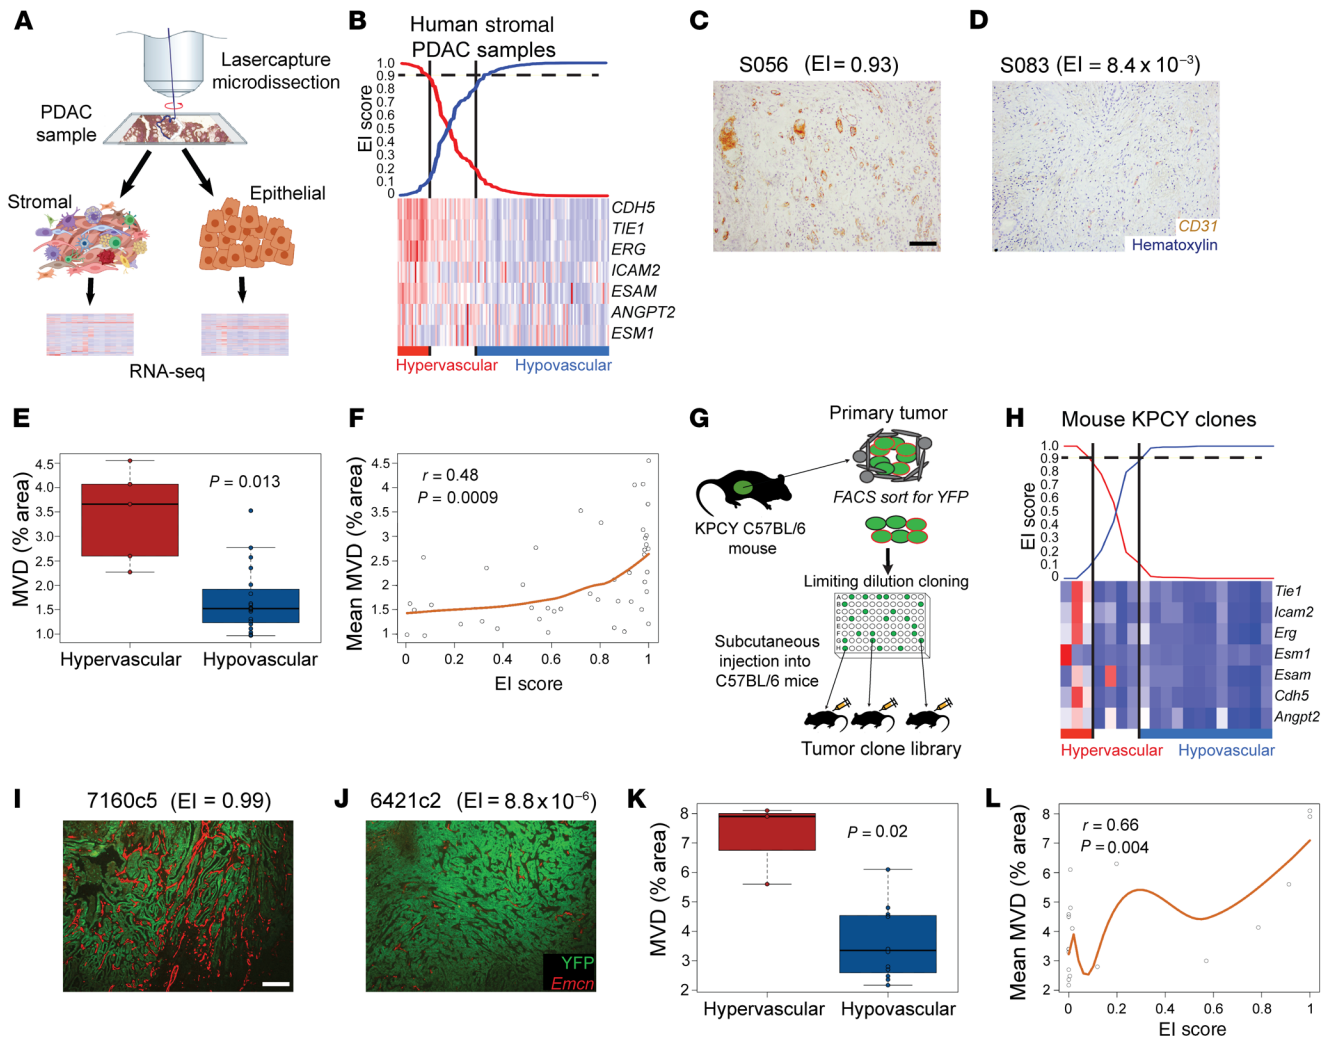 A
Lasercapture
microdissection
PDAC
sample
Stromal
Epithelial
RNA-seq
B
Human stromal
PDAC samples
EI score
1.0
0.9
0.8
0.7
0.6
0.5
0.4
0.3
0.2
0.1
0
CDH5
TIE1
ERG
ICAM2
ESAM
ANGPT2
ESM1
Hypervascular
Hypovascular
C
S056 (EI = 0.93)
D
S083 (EI = 8.4 x 10⁻³)
CD31
Hematoxylin
E
MVD (% area)
4.5
4.0
3.5
3.0
2.5
2.0
1.5
1.0
P = 0.013
Hypervascular
Hypovascular
F
Mean MVD (% area)
4.5
4
3.5
3
2.5
2
1.5
1
r = 0.48
P = 0.0009
0 0.2 0.4 0.6 0.8 1
EI score
G
Primary tumor
FACS sort for YFP
KPCY C57BL/6
mouse
Limiting dilution cloning
A
B
C
D
E
F
G
H
Subcutaneous
injection into
C57BL/6 mice
Tumor clone library
H
Mouse KPCY clones
EI score
1.0
0.9
0.8
0.7
0.6
0.5
0.4
0.3
0.2
0.1
0
Tie1
Icam2
Erg
Esm1
Esam
Cdh5
Angpt2
Hypervascular
Hypovascular
I
7160c5 (EI = 0.99)
J
6421c2 (EI = 8.8 x 10⁻⁶)
YFP
Emcn
K
MVD (% area)
8
7
6
5
4
3
2
P = 0.02
Hypervascular
Hypovascular
L
Mean MVD (% area)
8
7
6
5
4
3
2
r = 0.66
P = 0.004
0 0.2 0.4 0.6 0.8 1
EI score